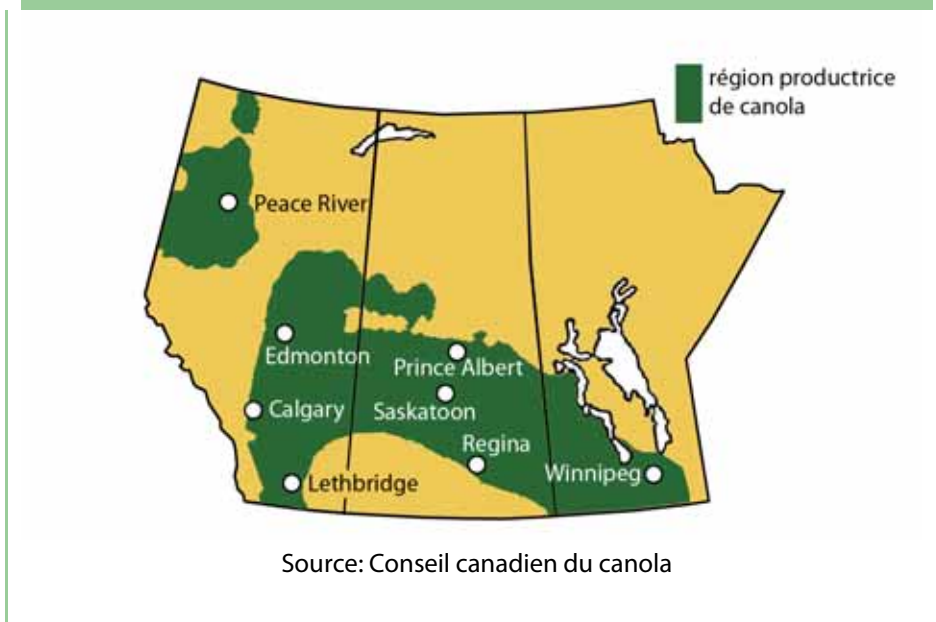 région productrice
de canola
Peace River
Edmonton
Prince Albert
Calgary
Saskatoon
Regina
Lethbridge
Winnipeg
Source: Conseil canadien du canola